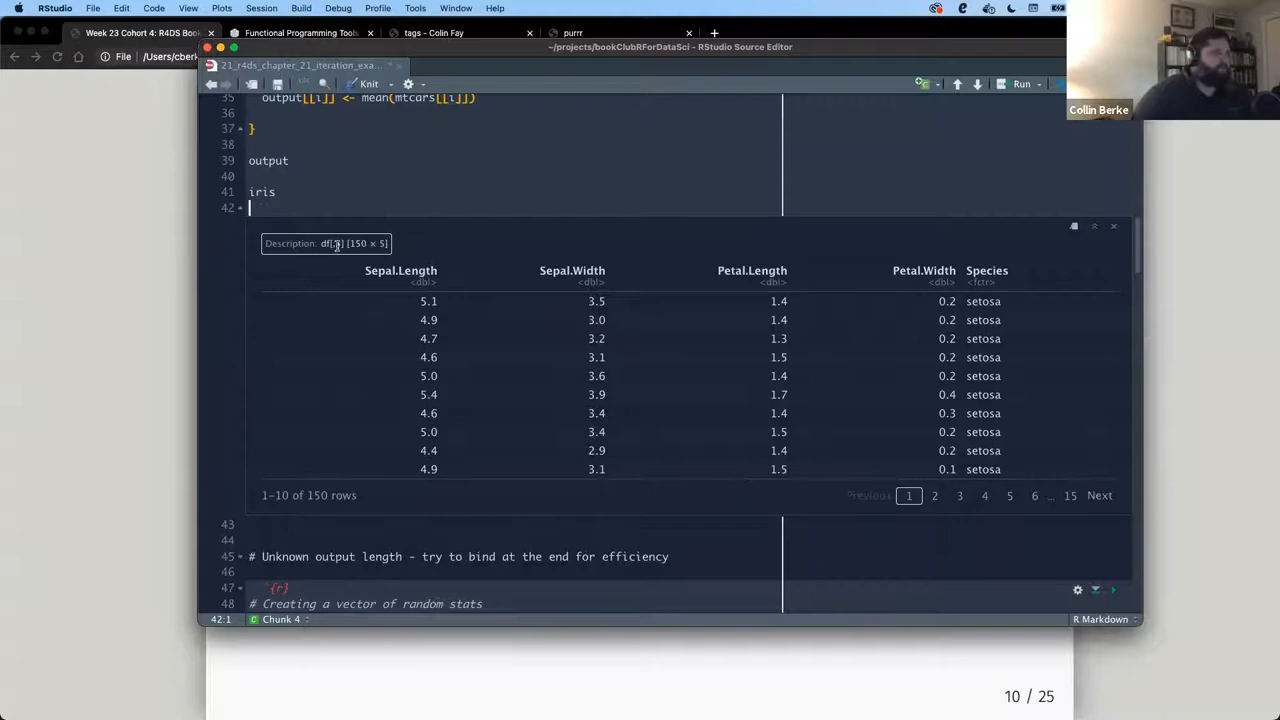 RStudio File Edit Code View Plots Session Build Debug Profile Tools Window Help
Week 23 Cohort 4: R4DS Boo Functional Programming Tools tags - Colin Fay purrr
File /Users/cberk
~/projects/bookClubRForDataSci - RStudio Source Editor
21_r4ds_chapter_21_iteration_exa...
Knit Run
35 output[[i]] <- mean(mtcars[[i]])
Collin Berke
36
37 }
38
39 output
40
41 iris
42 ```
Description: df[,5] [150 × 5]
Sepal.Length Sepal.Width Petal.Length Petal.Width Species
<dbl> <dbl> <dbl> <dbl> <fctr>
5.1 3.5 1.4 0.2 setosa
4.9 3.0 1.4 0.2 setosa
4.7 3.2 1.3 0.2 setosa
4.6 3.1 1.5 0.2 setosa
5.0 3.6 1.4 0.2 setosa
5.4 3.9 1.7 0.4 setosa
4.6 3.4 1.4 0.3 setosa
5.0 3.4 1.5 0.2 setosa
4.4 2.9 1.4 0.2 setosa
4.9 3.1 1.5 0.1 setosa
1-10 of 150 rows Previous 1 2 3 4 5 6 ... 15 Next
43
44
45 # Unknown output length - try to bind at the end for efficiency
46
47 `{r}
48 # Creating a vector of random stats
42:1 Chunk 4 R Markdown
10 / 25